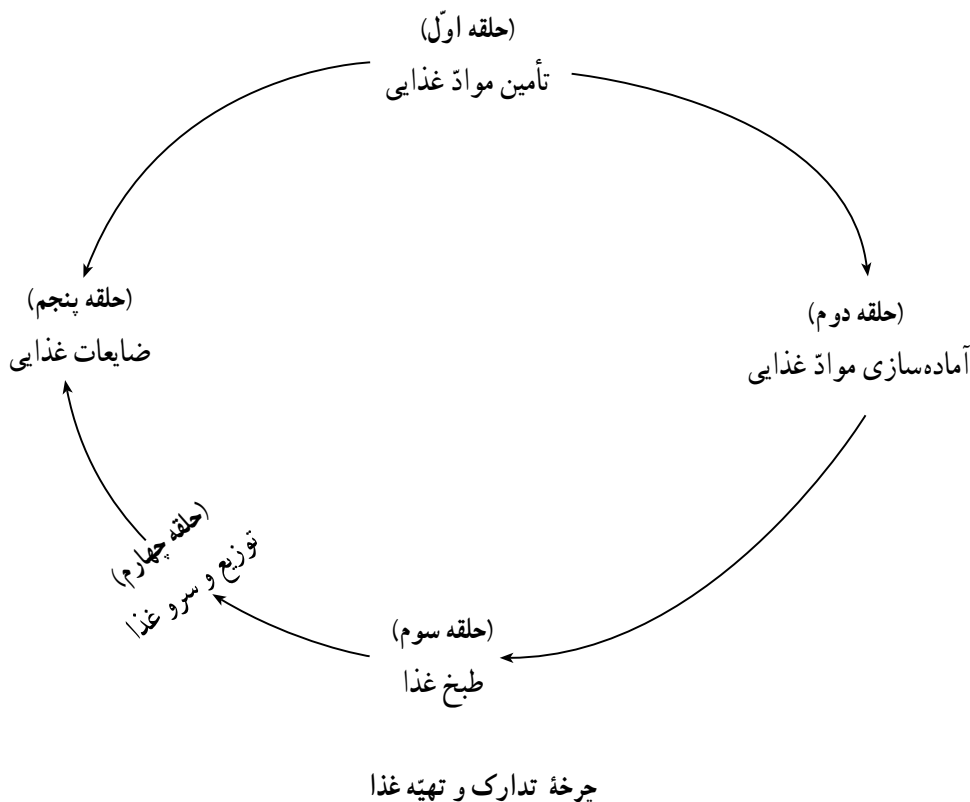 (حلقه اوّل)
تأمین موادّ غذایی
(حلقه دوم)
آماده‌سازی موادّ غذایی
(حلقه سوم)
طبخ غذا
(حلقه چهارم)
توزیع و سرو غذا
(حلقه پنجم)
ضایعات غذایی
چرخۀ تدارک و تهیّه غذا